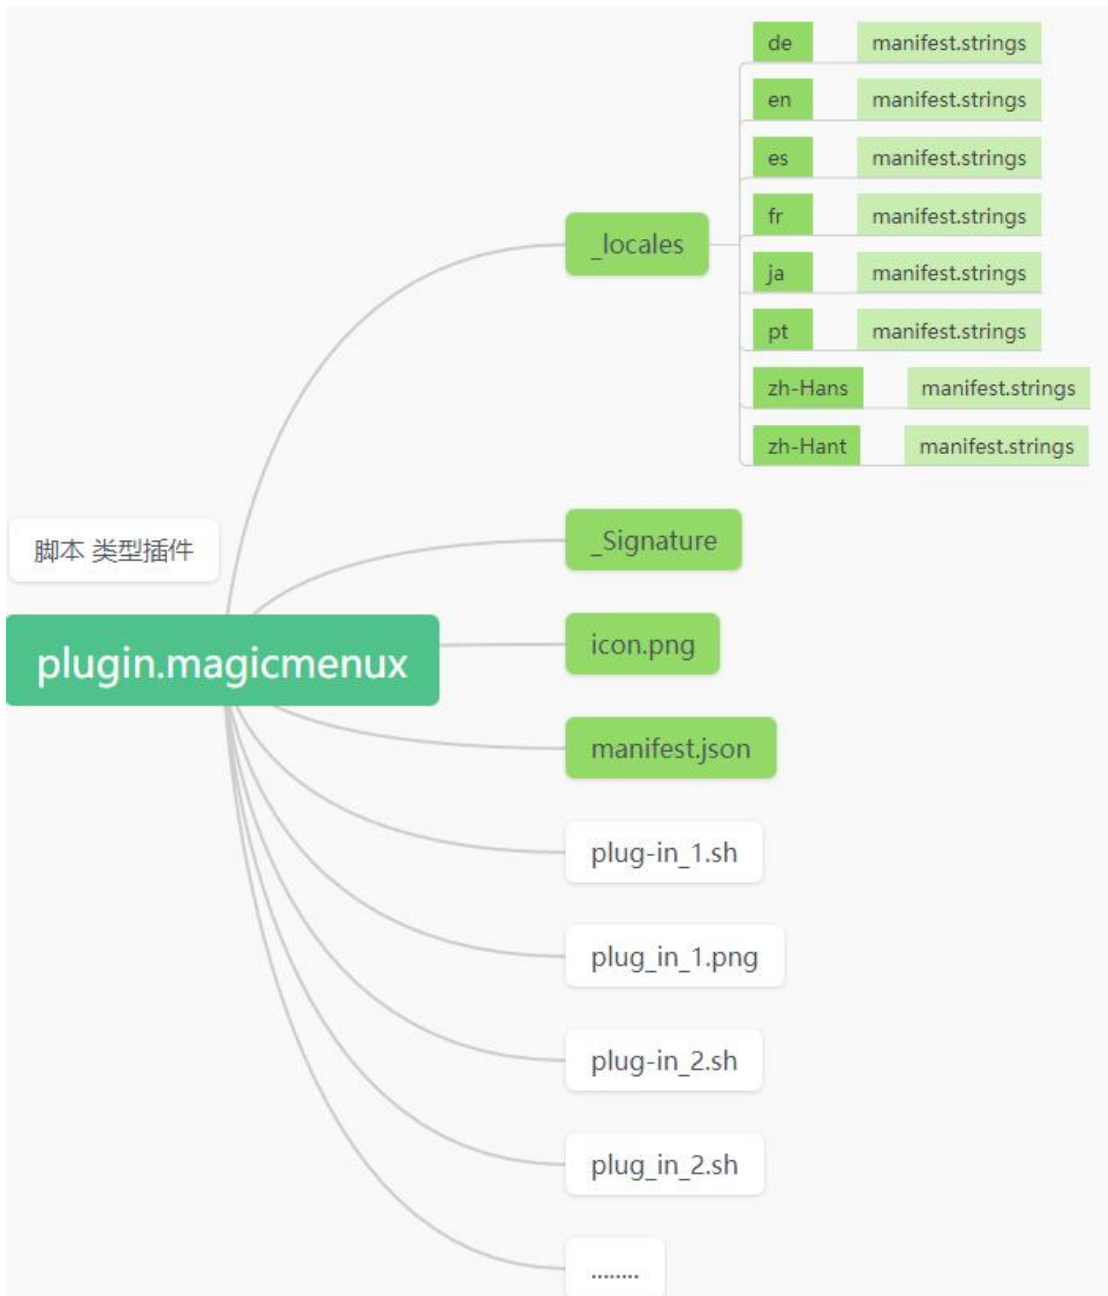 de manifest.strings
en manifest.strings
es manifest.strings
fr manifest.strings
_locales
ja manifest.strings
pt manifest.strings
zh-Hans manifest.strings
zh-Hant manifest.strings
脚本 类型插件
_Signature
plugin.magicmenux
icon.png
manifest.json
plug-in_1.sh
plug_in_1.png
plug-in_2.sh
plug_in_2.sh
........